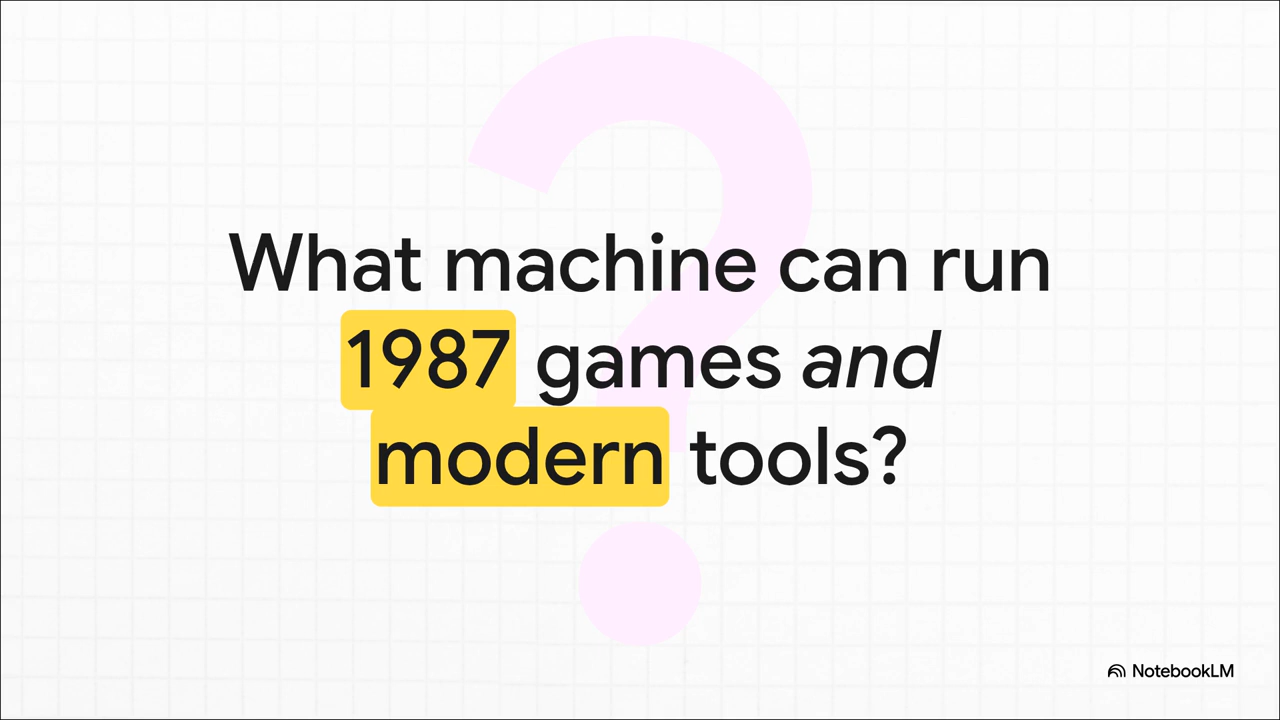 What machine can run
1987 games and
modern tools?
NotebookLM